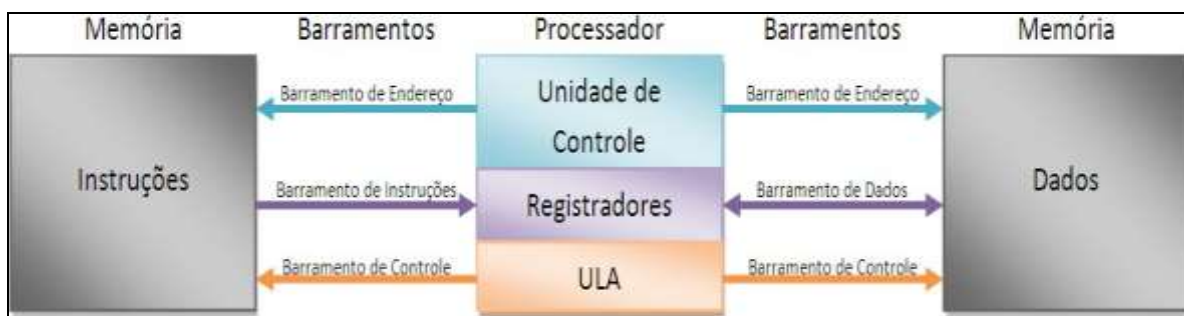 Memória Barramentos Processador Barramentos Memória
Barramento de Endereço Unidade de Barramento de Endereço
Controle
Instruções Barramento de Instruções Registradores Barramento de Dados Dados
Barramento de Controle ULA Barramento de Controle